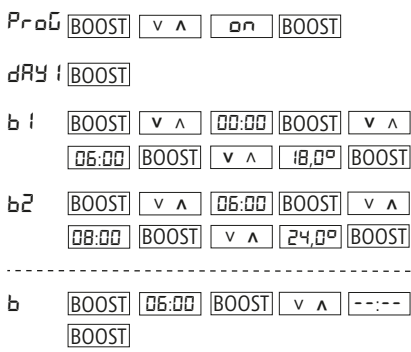 ProG BOOST ∨ ∧ on BOOST
dAY 1 BOOST
b 1 BOOST ∨ ∧ 00:00 BOOST ∨ ∧
06:00 BOOST ∨ ∧ 18,0° BOOST
b2 BOOST ∨ ∧ 06:00 BOOST ∨ ∧
08:00 BOOST ∨ ∧ 24,0° BOOST
b BOOST 06:00 BOOST ∨ ∧ --:--
BOOST